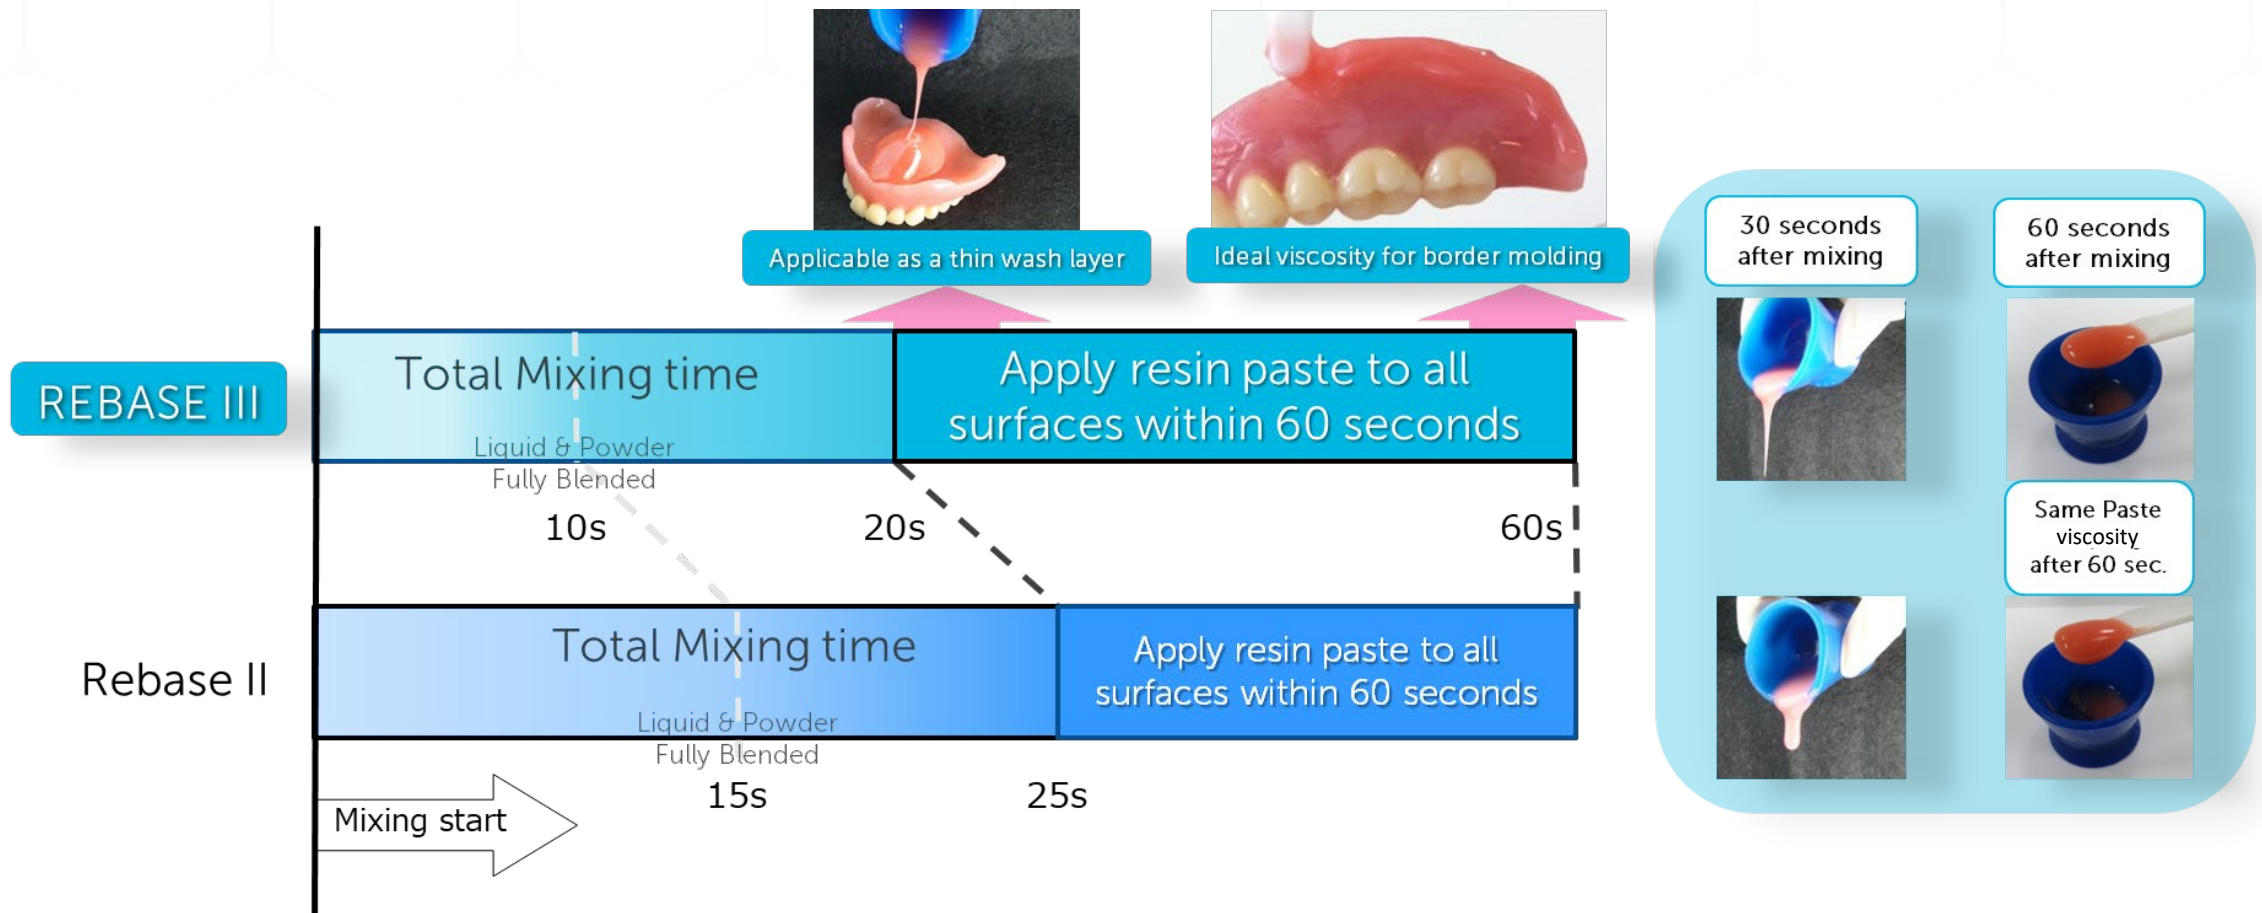 Applicable as a thin wash layer
Ideal viscosity for border molding
30 seconds
after mixing
60 seconds
after mixing
REBASE III
Total Mixing time
Liquid & Powder
Fully Blended
Apply resin paste to all
surfaces within 60 seconds
10s
20s
60s
Same Paste
viscosity
after 60 sec.
Rebase II
Total Mixing time
Liquid & Powder
Fully Blended
Apply resin paste to all
surfaces within 60 seconds
15s
25s
Mixing start